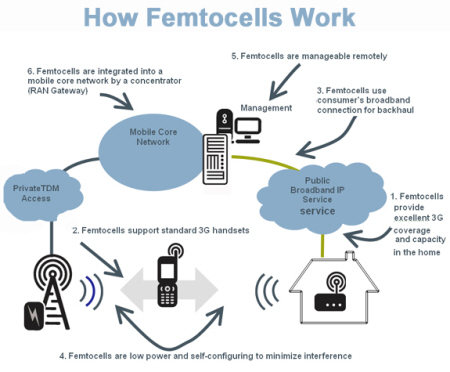 How Femtocells Work
5. Femtocells are manageable remotely
6. Femtocells are integrated into a
mobile core network by a concentrator
(RAN Gateway)
3. Femtocells use
consumer's broadband
connection for backhaul
Management
Mobile Core
Network
PrivateTDM
Access
Public
Broadband IP
Service
service
1. Femtocells
provide
excellent 3G
coverage
and capacity
in the home
2. Femtocells support standard 3G handsets
4. Femtocells are low power and self-configuring to minimize interference